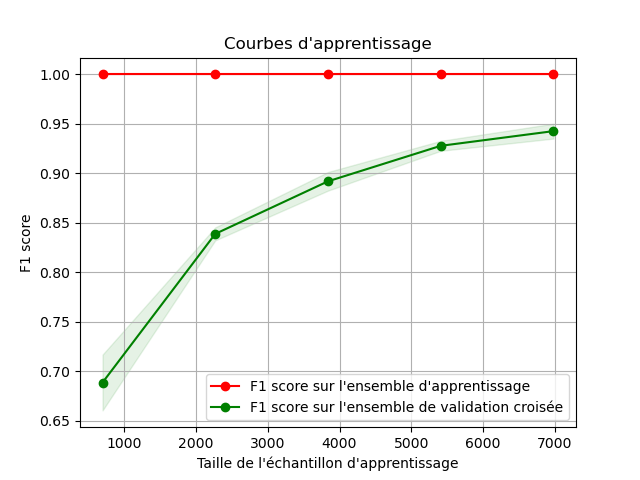 Courbes d'apprentissage
1.00
0.95
0.90
0.85
0.80
0.75
0.70
0.65
F1 score
F1 score sur l'ensemble d'apprentissage
F1 score sur l'ensemble de validation croisée
1000 2000 3000 4000 5000 6000 7000
Taille de l'échantillon d'apprentissage